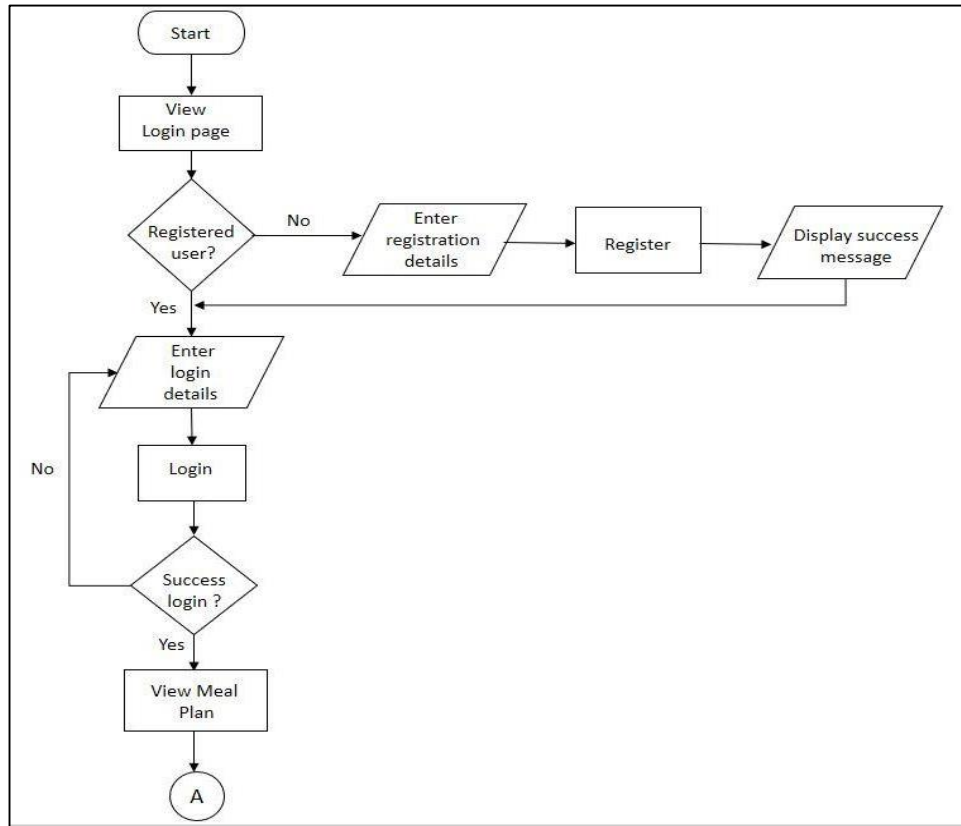 Start
View
Login page
Registered
user?
No
Enter
registration
details
Register
Display success
message
Yes
Enter
login
details
Login
No
Success
login ?
Yes
View Meal
Plan
A